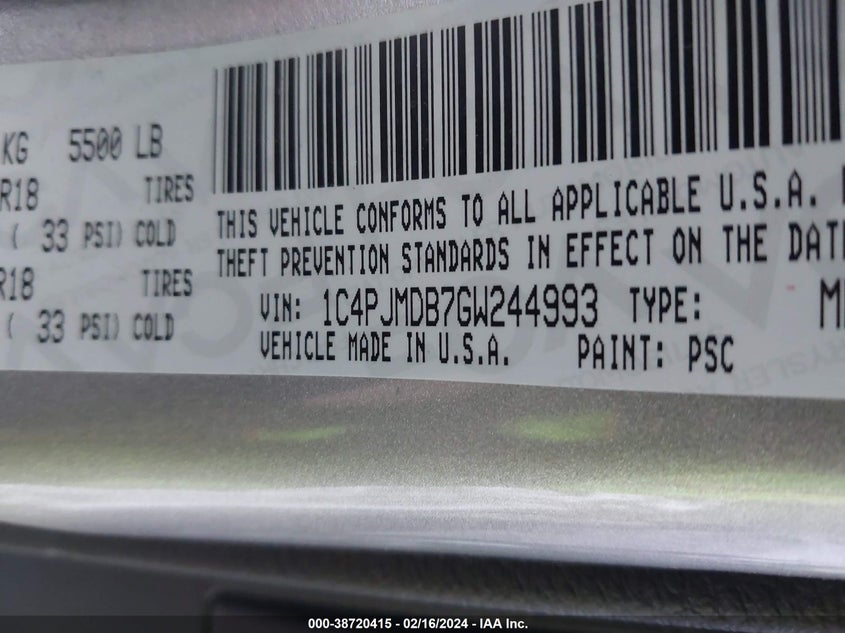 KG 5500 LB
R18 TIRES
( 33 PSI) COLD
R18 TIRES
( 33 PSI) COLD
THIS VEHICLE CONFORMS TO ALL APPLICABLE U.S.A.
THEFT PREVENTION STANDARDS IN EFFECT ON THE DATE
VIN: 1C4PJMDB7GW244993 TYPE:
VEHICLE MADE IN U.S.A. PAINT: PSC
000-38720415 - 02/16/2024 - IAA Inc.